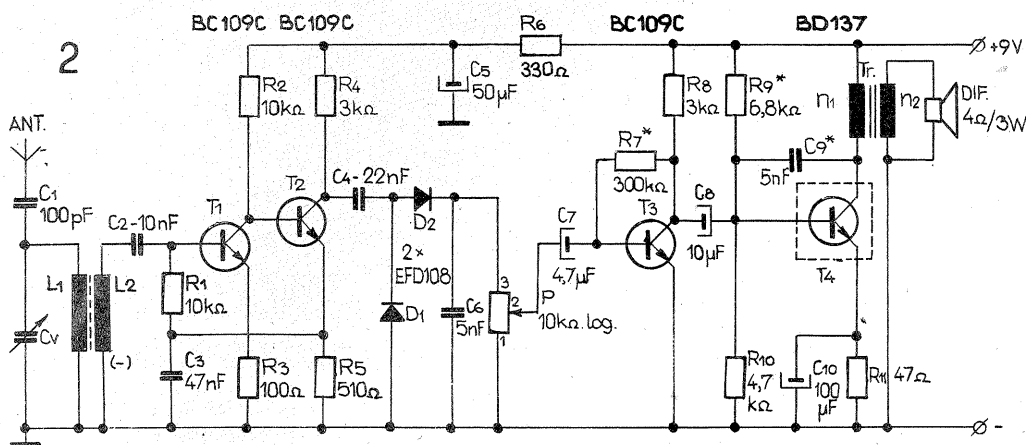 BC109C BC109C
BC109C
BD137
2
R6
330Ω
+9V
R2
10kΩ
R4
3kΩ
C5
50µF
R8
3kΩ
R9*
6,8kΩ
Tr.
n1
n2
DIF.
4Ω/3W
ANT.
C1
100pF
C2-10nF
T1
T2
C4-22nF
D2
R7*
300kΩ
C9*
5nF
C7
4,7µF
T3
C8
10µF
T4
L1
L2
R1
10kΩ
2×
EFD108
D1
C6
5nF
3
2
1
P
10kΩ.log.
Cv
(-)
C3
47nF
R3
100Ω
R5
510Ω
R10
4,7
kΩ
C10
100
µF
R11 47Ω
-